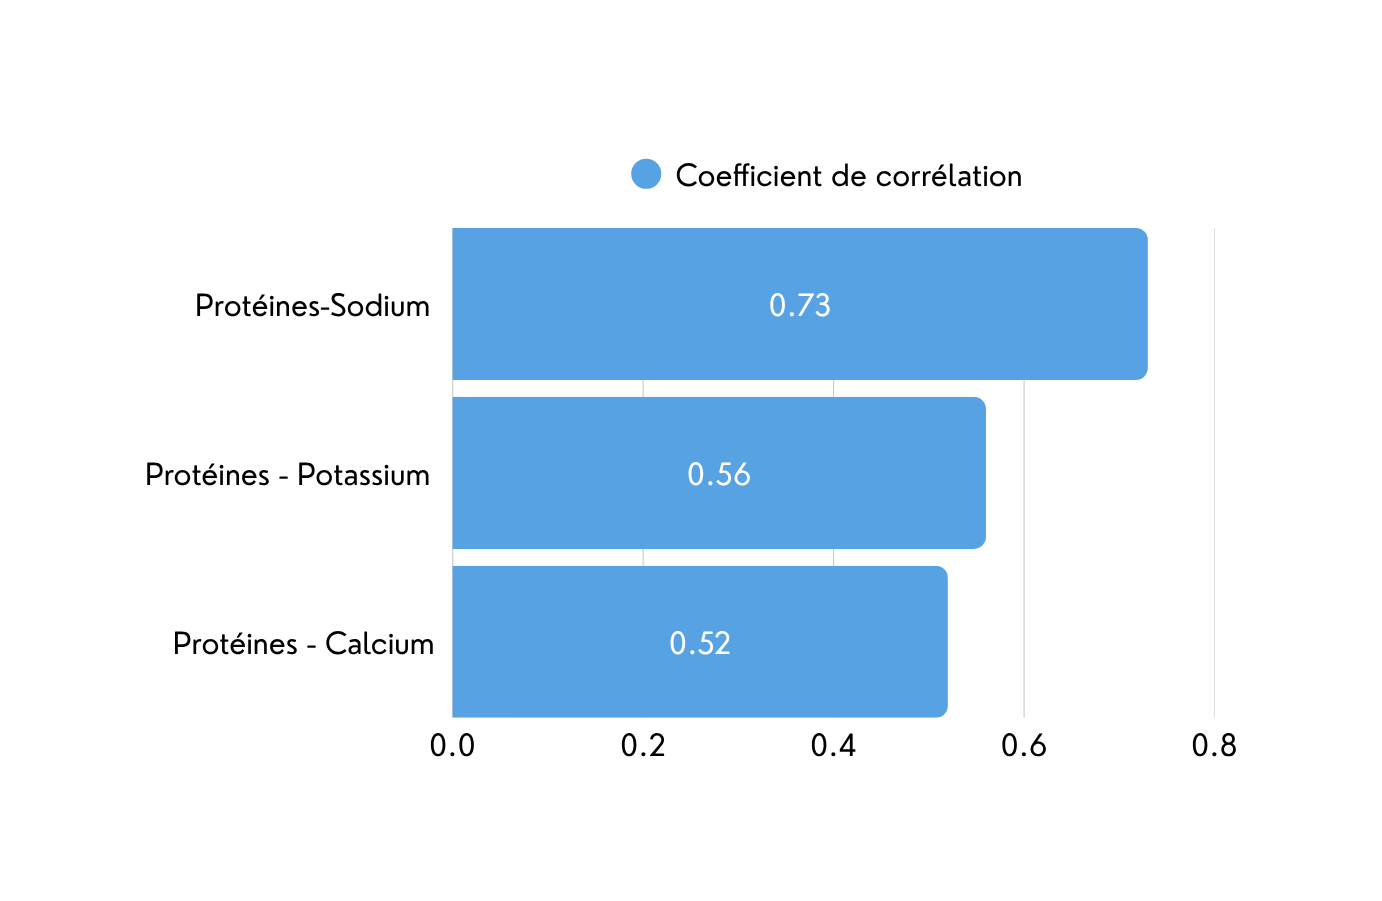 Coefficient de corrélation
Protéines-Sodium
0.73
Protéines - Potassium
0.56
Protéines - Calcium
0.52
0.0 0.2 0.4 0.6 0.8